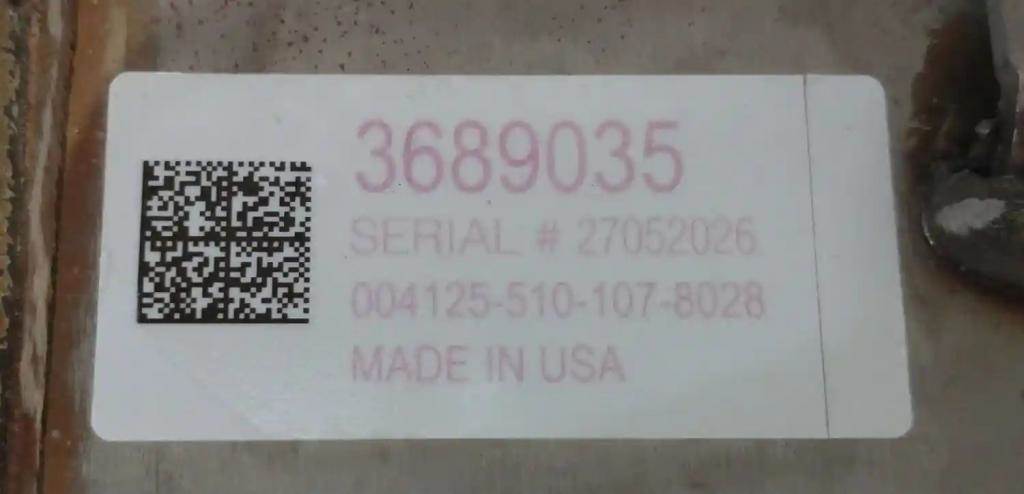 3689035
SERIAL # 27052026
004125-510-107-8028
MADE IN USA